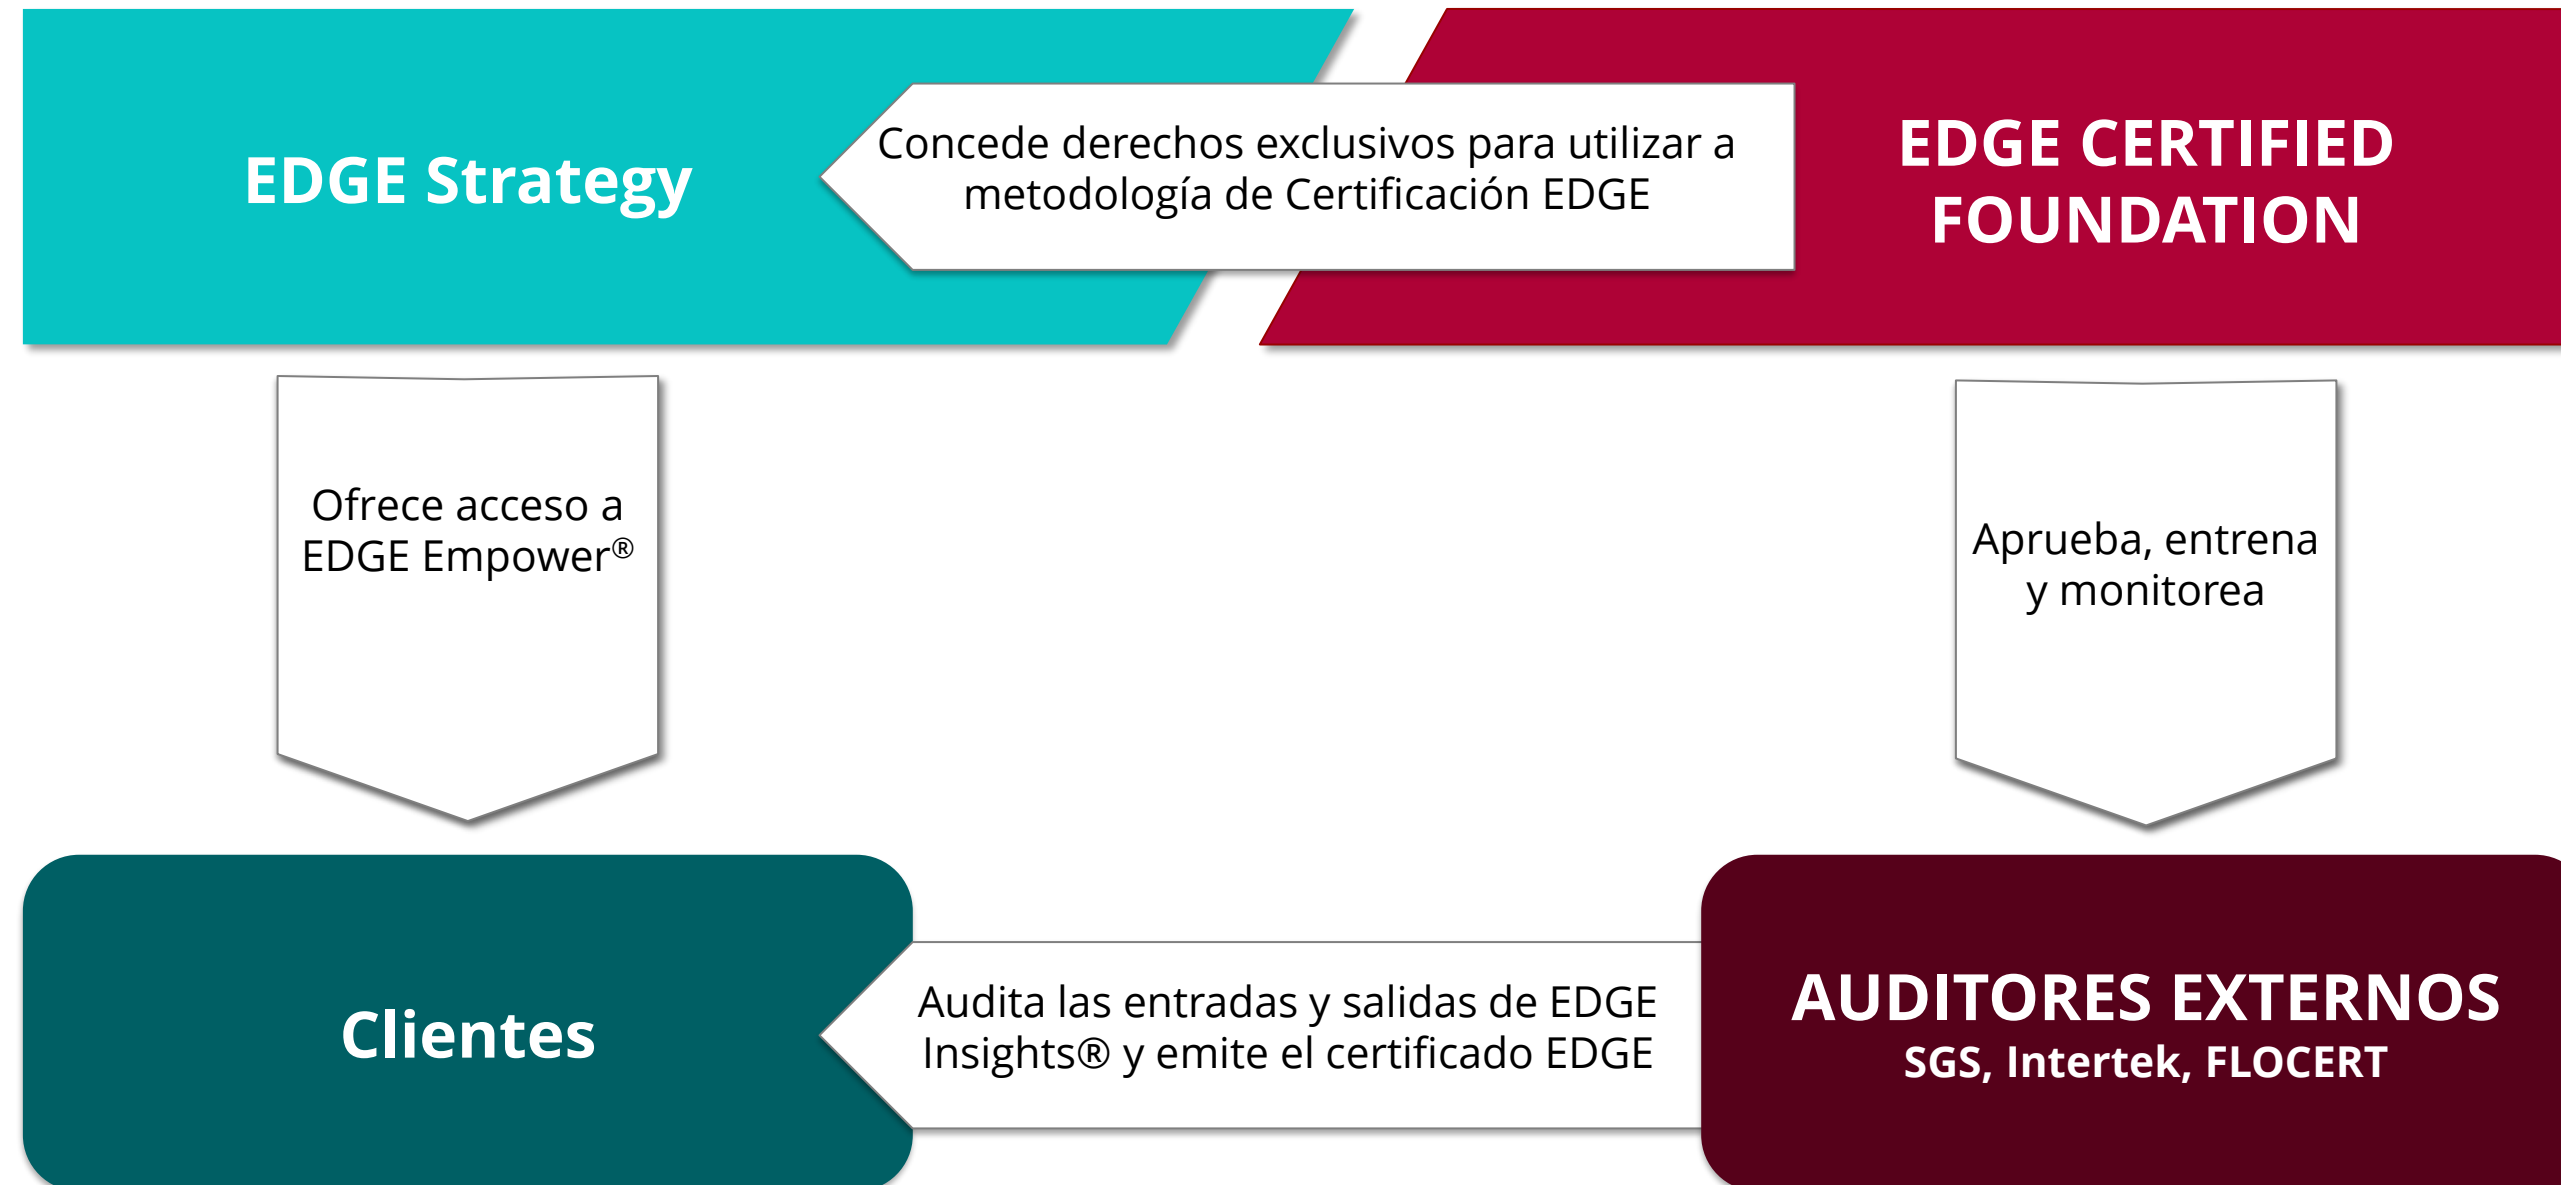 EDGE Strategy
Concede derechos exclusivos para utilizar a
metodología de Certificación EDGE
EDGE CERTIFIED
FOUNDATION
Ofrece acceso a
EDGE Empower®
Aprueba, entrena
y monitorea
Clientes
Audita las entradas y salidas de EDGE
Insights® y emite el certificado EDGE
AUDITORES EXTERNOS
SGS, Intertek, FLOCERT